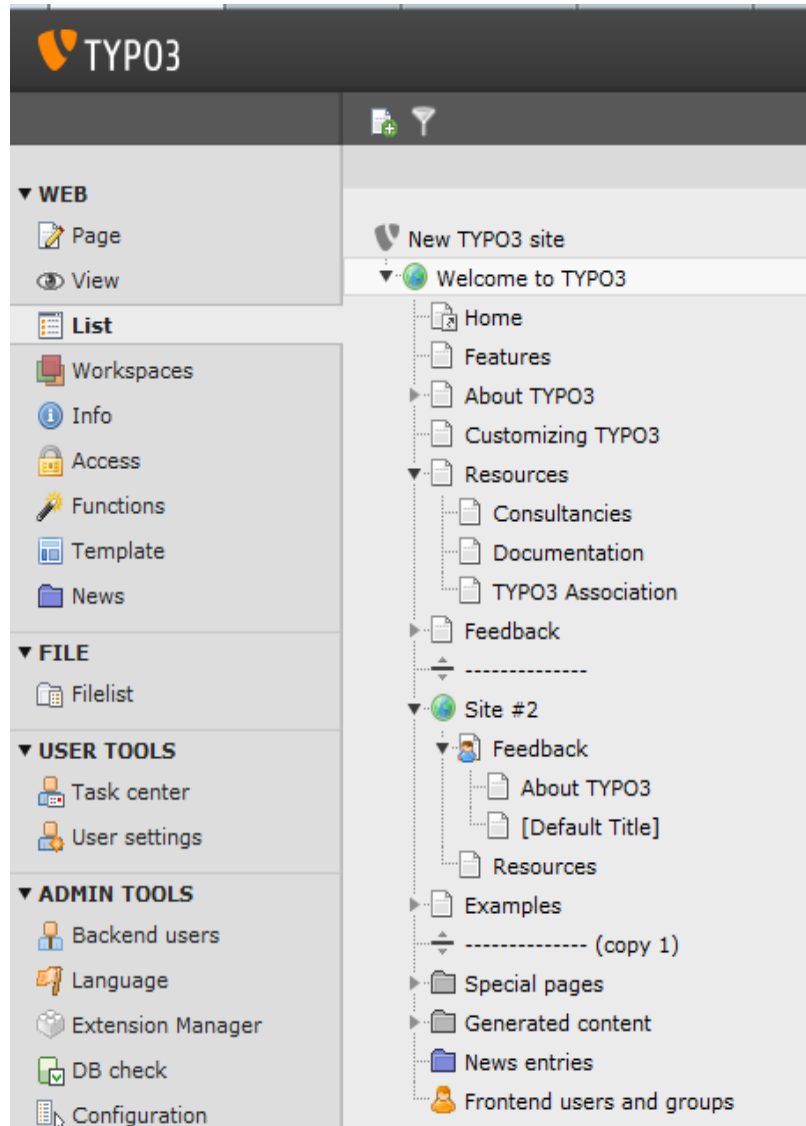 TYPO3
WEB
Page
View
List
Workspaces
Info
Access
Functions
Template
News
FILE
Filelist
USER TOOLS
Task center
User settings
ADMIN TOOLS
Backend users
Language
Extension Manager
DB check
Configuration
New TYPO3 site
Welcome to TYPO3
Home
Features
About TYPO3
Customizing TYPO3
Resources
Consultancies
Documentation
TYPO3 Association
Feedback
--------------
Site #2
Feedback
About TYPO3
[Default Title]
Resources
Examples
-------------- (copy 1)
Special pages
Generated content
News entries
Frontend users and groups